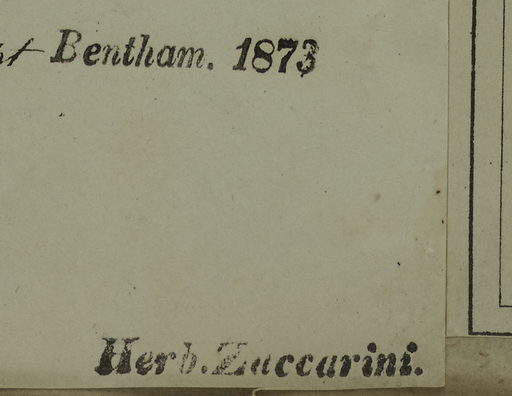 Bentham. 1873
Herb. Zuccarini.